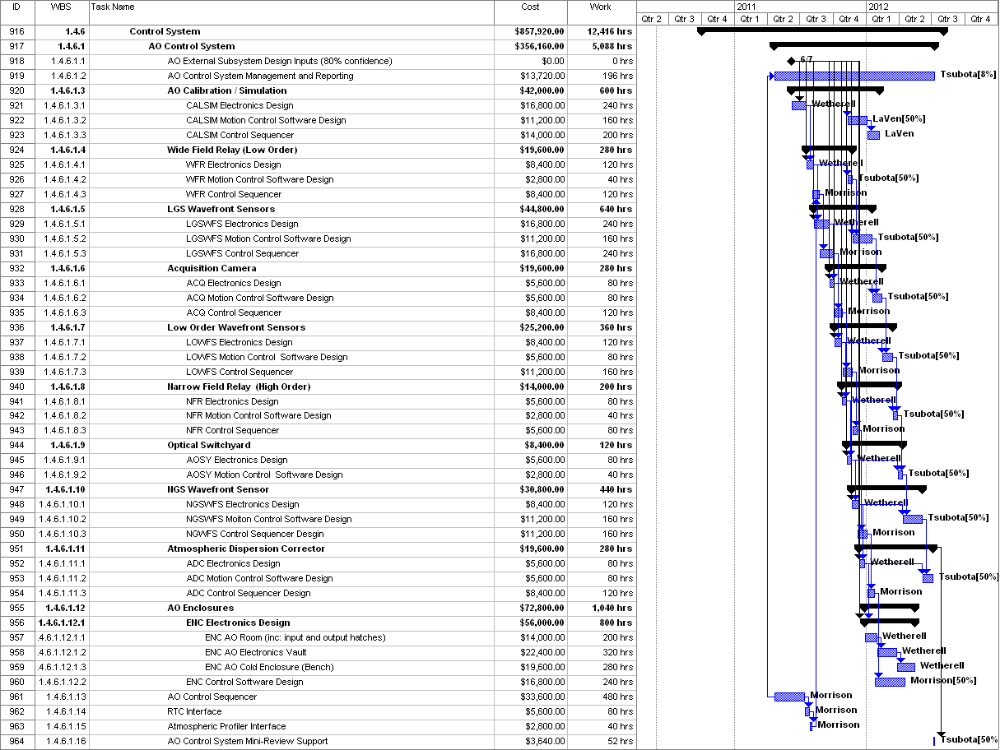 ID WBS Task Name Cost Work 2011 2012
Qtr 2 Qtr 3 Qtr 4 Qtr 1 Qtr 2 Qtr 3 Qtr 4 Qtr 1 Qtr 2 Qtr 3 Qtr 4
916 1.4.6 Control System $857,920.00 12,416 hrs
917 1.4.6.1 AO Control System $356,160.00 5,088 hrs
918 1.4.6.1.1 AO External Subsystem Design Inputs (80% confidence) $0.00 0 hrs 6/7
919 1.4.6.1.2 AO Control System Management and Reporting $13,720.00 196 hrs Tsubota[8%]
920 1.4.6.1.3 AO Calibration / Simulation $42,000.00 600 hrs
921 1.4.6.1.3.1 CALSIM Electronics Design $16,800.00 240 hrs Wetherell
922 1.4.6.1.3.2 CALSIM Motion Control Software Design $11,200.00 160 hrs LaVen[50%]
923 1.4.6.1.3.3 CALSIM Control Sequencer $14,000.00 200 hrs LaVen
924 1.4.6.1.4 Wide Field Relay (Low Order) $19,600.00 280 hrs
925 1.4.6.1.4.1 WFR Electronics Design $8,400.00 120 hrs Wetherell
926 1.4.6.1.4.2 WFR Motion Control Software Design $2,800.00 40 hrs Tsubota[50%]
927 1.4.6.1.4.3 WFR Control Sequencer $8,400.00 120 hrs Morrison
928 1.4.6.1.5 LGS Wavefront Sensors $44,800.00 640 hrs
929 1.4.6.1.5.1 LGSWFS Electronics Design $16,800.00 240 hrs Wetherell
930 1.4.6.1.5.2 LGSWFS Motion Control Software Design $11,200.00 160 hrs Tsubota[50%]
931 1.4.6.1.5.3 LGSWFS Control Sequencer $16,800.00 240 hrs Morrison
932 1.4.6.1.6 Acquisition Camera $19,600.00 280 hrs
933 1.4.6.1.6.1 ACQ Electronics Design $5,600.00 80 hrs Wetherell
934 1.4.6.1.6.2 ACQ Motion Control Software Design $5,600.00 80 hrs Tsubota[50%]
935 1.4.6.1.6.3 ACQ Control Sequencer $8,400.00 120 hrs Morrison
936 1.4.6.1.7 Low Order Wavefront Sensors $25,200.00 360 hrs
937 1.4.6.1.7.1 LOWFS Electronics Design $8,400.00 120 hrs Wetherell
938 1.4.6.1.7.2 LOWFS Motion Control Software Design $5,600.00 80 hrs Tsubota[50%]
939 1.4.6.1.7.3 LOWFS Control Sequencer $11,200.00 160 hrs Morrison
940 1.4.6.1.8 Narrow Field Relay (High Order) $14,000.00 200 hrs
941 1.4.6.1.8.1 NFR Electronics Design $5,600.00 80 hrs Wetherell
942 1.4.6.1.8.2 NFR Motion Control Software Design $2,800.00 40 hrs Tsubota[50%]
943 1.4.6.1.8.3 NFR Control Sequencer $5,600.00 80 hrs Morrison
944 1.4.6.1.9 Optical Switchyard $8,400.00 120 hrs
945 1.4.6.1.9.1 AOSY Electronics Design $5,600.00 80 hrs Wetherell
946 1.4.6.1.9.2 AOSY Motion Control Software Design $2,800.00 40 hrs Tsubota[50%]
947 1.4.6.1.10 NGS Wavefront Sensor $30,800.00 440 hrs
948 1.4.6.1.10.1 NGSWFS Electronics Design $8,400.00 120 hrs Wetherell
949 1.4.6.1.10.2 NGSWFS Moiton Control Software Design $11,200.00 160 hrs Tsubota[50%]
950 1.4.6.1.10.3 NGWFS Control Sequencer Desgin $11,200.00 160 hrs Morrison
951 1.4.6.1.11 Atmospheric Dispersion Corrector $19,600.00 280 hrs
952 1.4.6.1.11.1 ADC Electronics Design $5,600.00 80 hrs Wetherell
953 1.4.6.1.11.2 ADC Motion Control Software Design $5,600.00 80 hrs Tsubota[50%]
954 1.4.6.1.11.3 ADC Control Sequencer Design $8,400.00 120 hrs Morrison
955 1.4.6.1.12 AO Enclosures $72,800.00 1,040 hrs
956 1.4.6.1.12.1 ENC Electronics Design $56,000.00 800 hrs
957 .4.6.1.12.1.1 ENC AO Room (inc: input and output hatches) $14,000.00 200 hrs Wetherell
958 .4.6.1.12.1.2 ENC AO Electronics Vault $22,400.00 320 hrs Wetherell
959 .4.6.1.12.1.3 ENC AO Cold Enclosure (Bench) $19,600.00 280 hrs Wetherell
960 1.4.6.1.12.2 ENC Control Software Design $16,800.00 240 hrs Morrison[50%]
961 1.4.6.1.13 AO Control Sequencer $33,600.00 480 hrs Morrison
962 1.4.6.1.14 RTC Interface $5,600.00 80 hrs Morrison
963 1.4.6.1.15 Atmospheric Profiler Interface $2,800.00 40 hrs Morrison
964 1.4.6.1.16 AO Control System Mini-Review Support $3,640.00 52 hrs Tsubota[50%